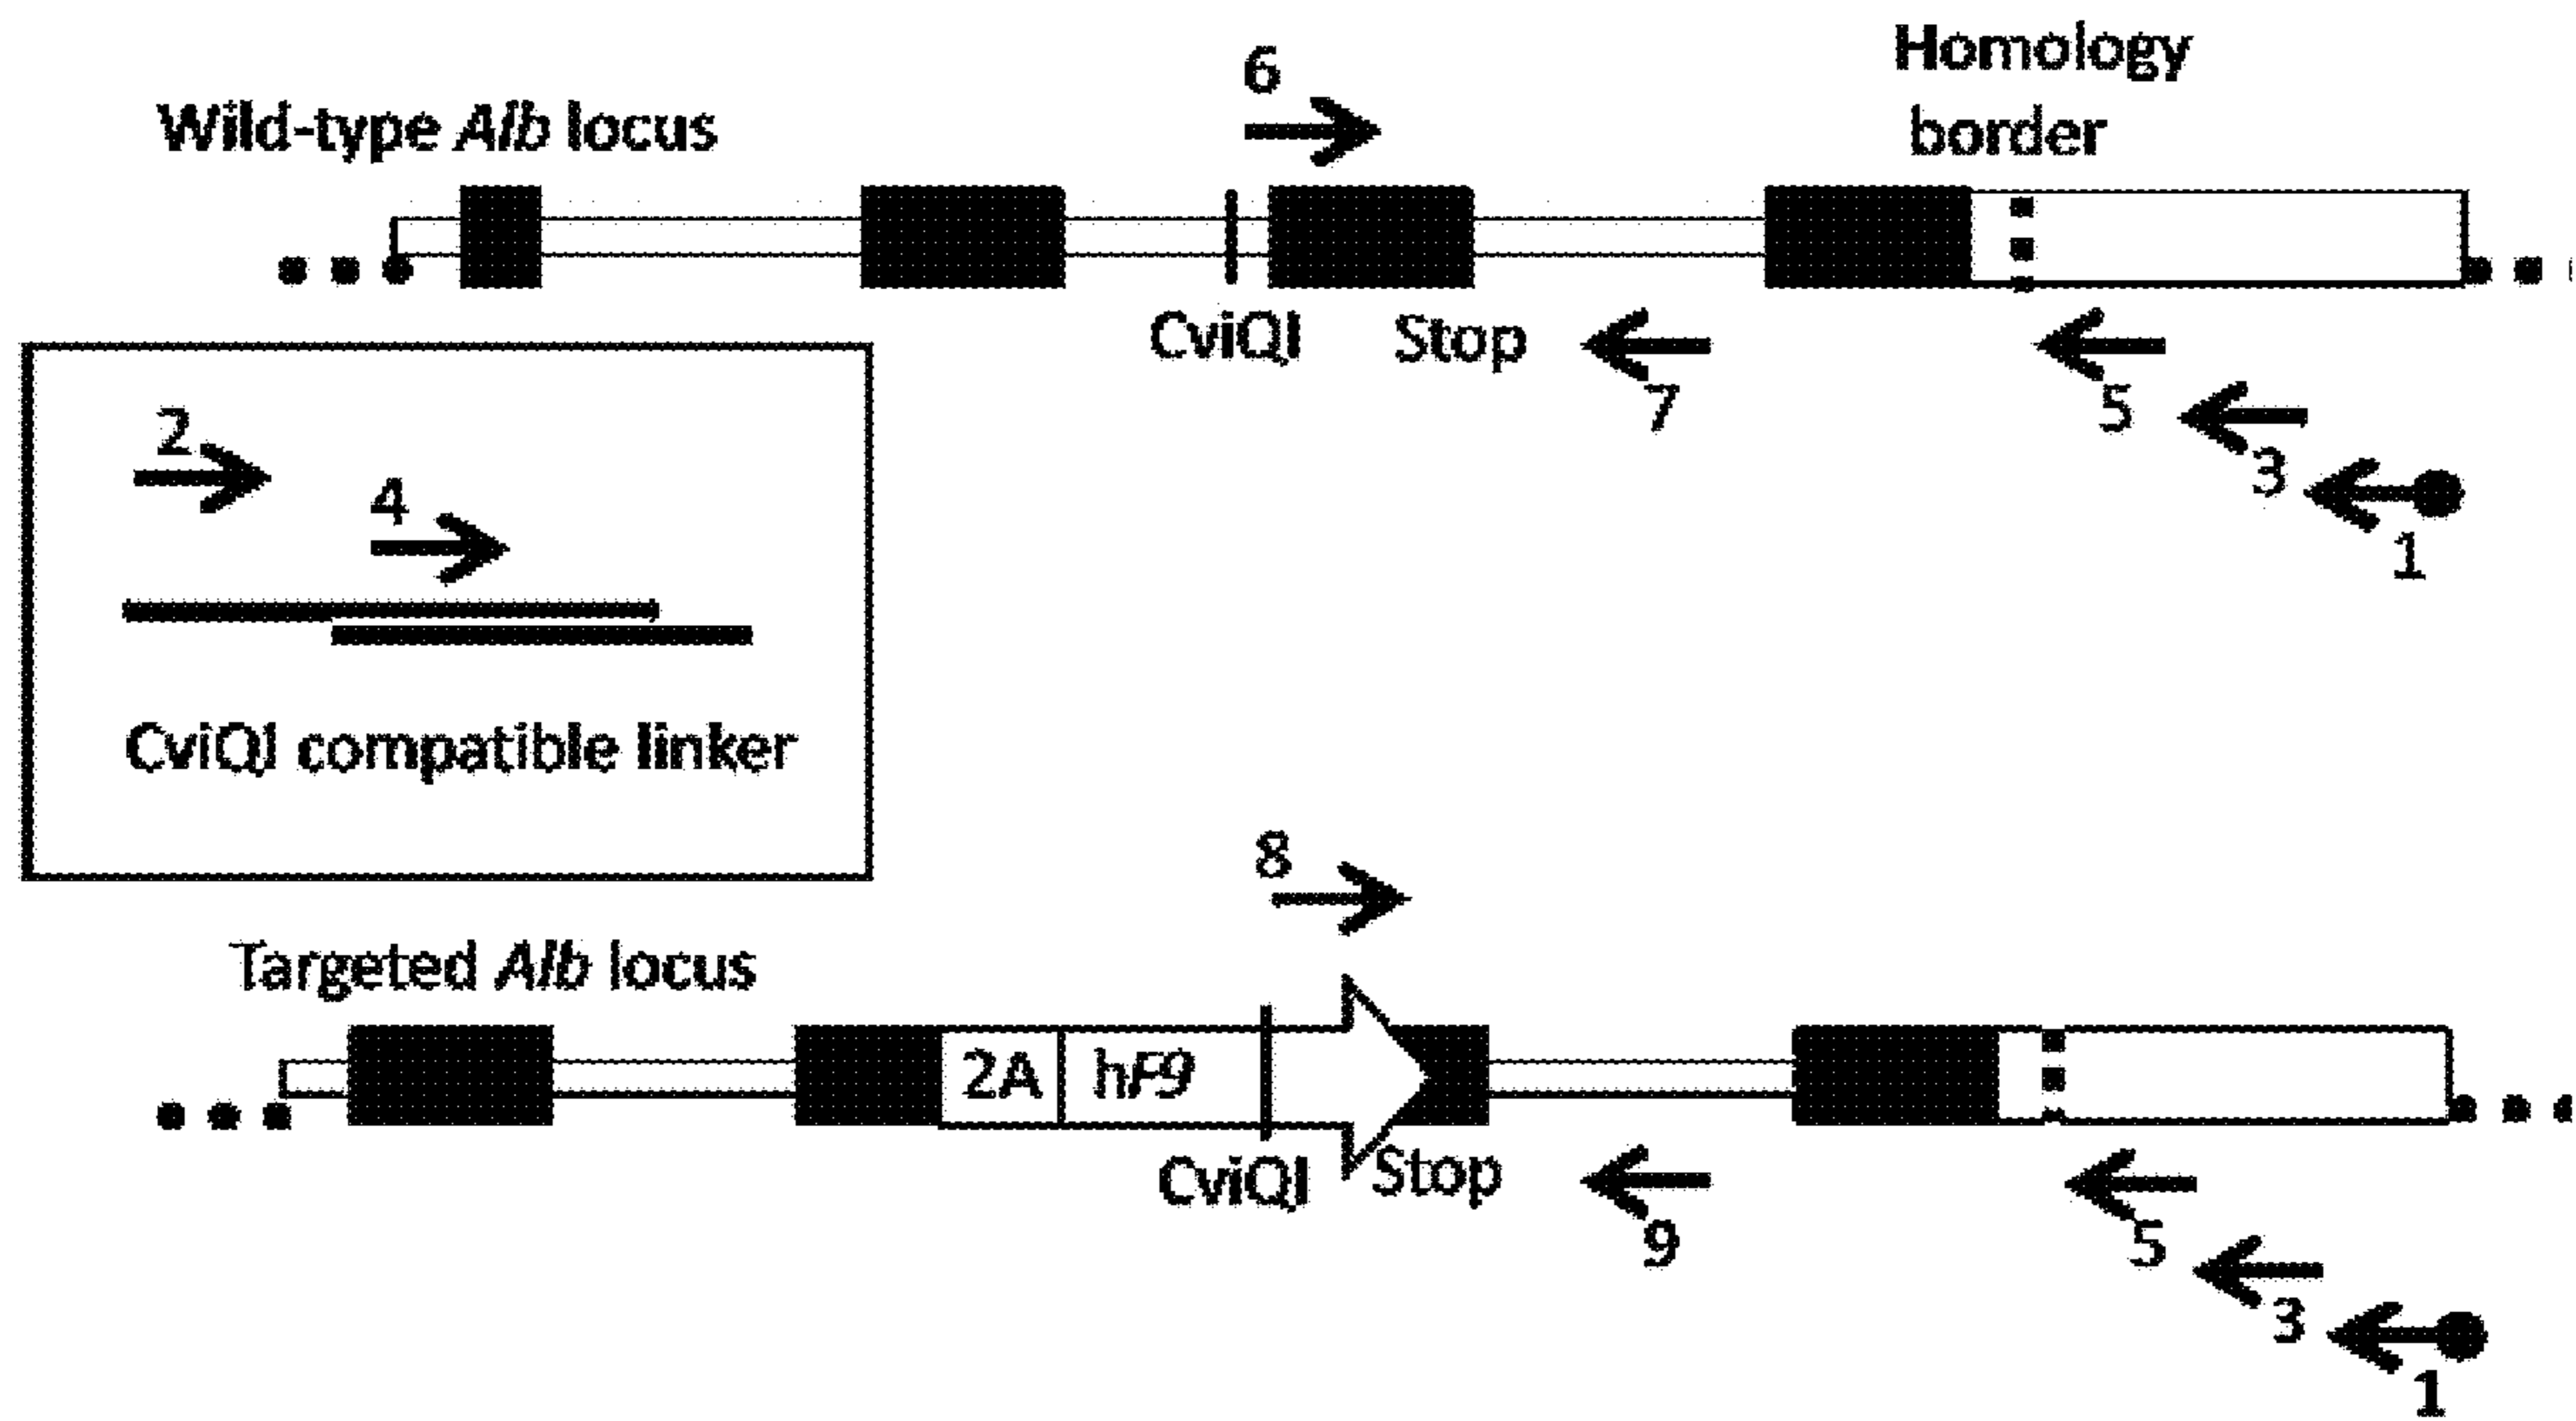 6
Homology
border
Wild-type Alb locus
CviQI
Stop
7
5
3
1
2
4
CviQI compatible linker
8
Targeted Alb locus
2A
hF9
CviQI
Stop
9
5
3
1